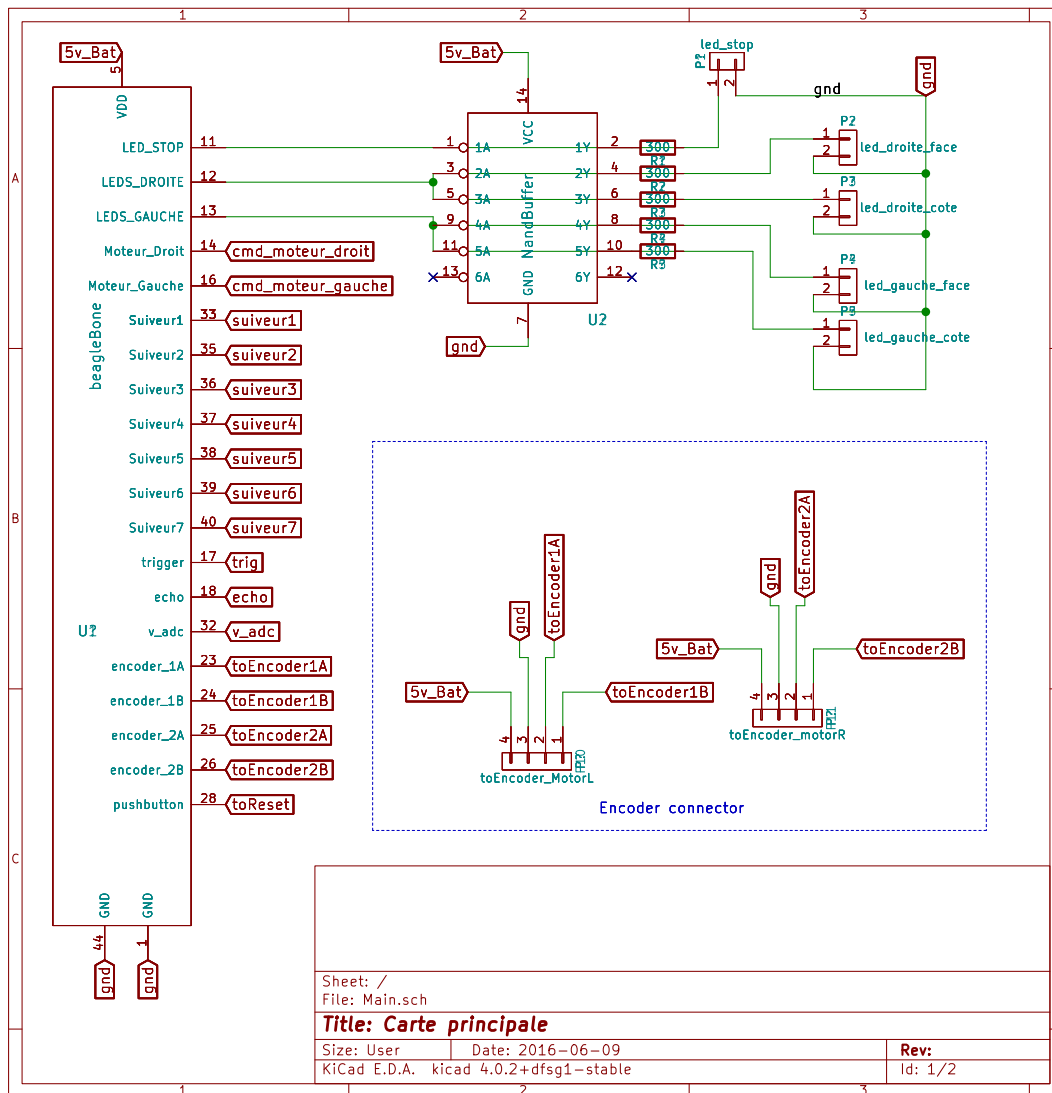 1 2 3
5v_Bat
5
VDD
LED_STOP 11
LEDS_DROITE 12
LEDS_GAUCHE 13
Moteur_Droit 14 cmd_moteur_droit
Moteur_Gauche 16 cmd_moteur_gauche
Suiveur1 33 suiveur1
Suiveur2 35 suiveur2
Suiveur3 36 suiveur3
Suiveur4 37 suiveur4
Suiveur5 38 suiveur5
Suiveur6 39 suiveur6
Suiveur7 40 suiveur7
trigger 17 trig
echo 18 echo
v_adc 32 v_adc
encoder_1A 23 toEncoder1A
encoder_1B 24 toEncoder1B
encoder_2A 25 toEncoder2A
encoder_2B 26 toEncoder2B
pushbutton 28 toReset
beagleBone
GND GND
44 1
gnd gnd
5v_Bat
14
VCC
1 1A 1Y 2 300
3 2A 2Y 4 300
5 3A 3Y 6 300
9 4A 4Y 8 300
11 5A 5Y 10 300
13 6A 6Y 12
NandBuffer
GND
7
U2
gnd
led_stop
1 2
gnd
gnd
1 2 led_droite_face
1 2 led_droite_cote
1 2 led_gauche_face
1 2 led_gauche_cote
5v_Bat
gnd
toEncoder1A
toEncoder1B
4 3 2 1
toEncoder_MotorL
5v_Bat
gnd
toEncoder2A
toEncoder2B
4 3 2 1
toEncoder_motorR
Encoder connector
A
B
C
Sheet: /
File: Main.sch
Title: Carte principale
Size: User Date: 2016-06-09 Rev:
KiCad E.D.A. kicad 4.0.2+dfsg1-stable Id: 1/2
1 2 3